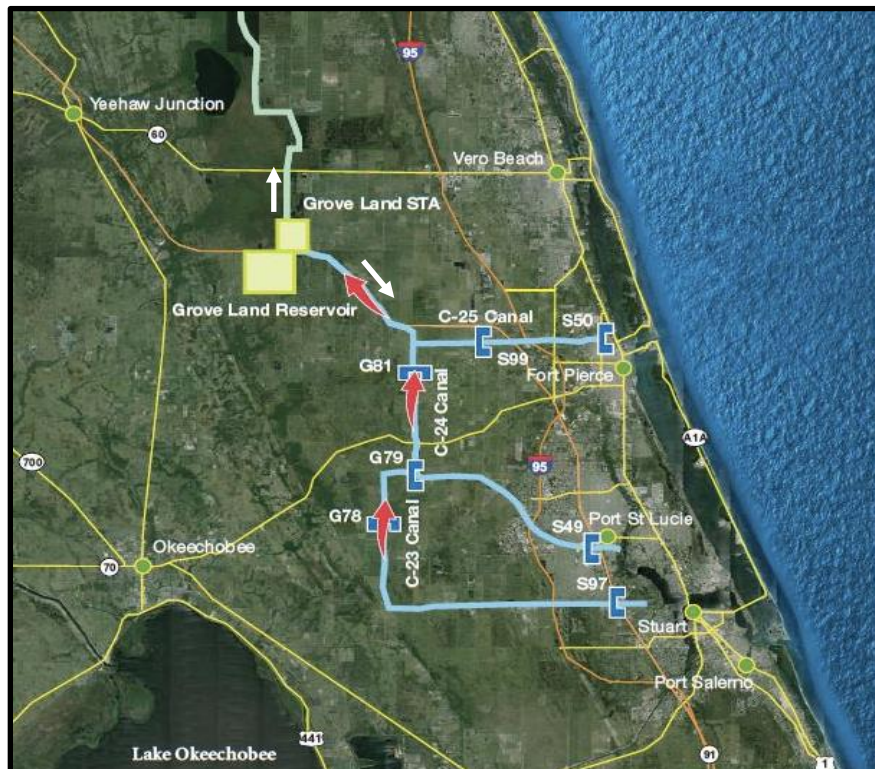 95
Yeehaw Junction
60
Vero Beach
Grove Land STA
Grove Land Reservoir
C-25 Canal
S50
S99
G81
Fort Pierce
C-24 Canal
A1A
G79
700
95
G78
S49
Port St Lucie
C-23 Canal
Okeechobee
70
S97
Stuart
Port Salerno
441
Lake Okeechobee
91
1